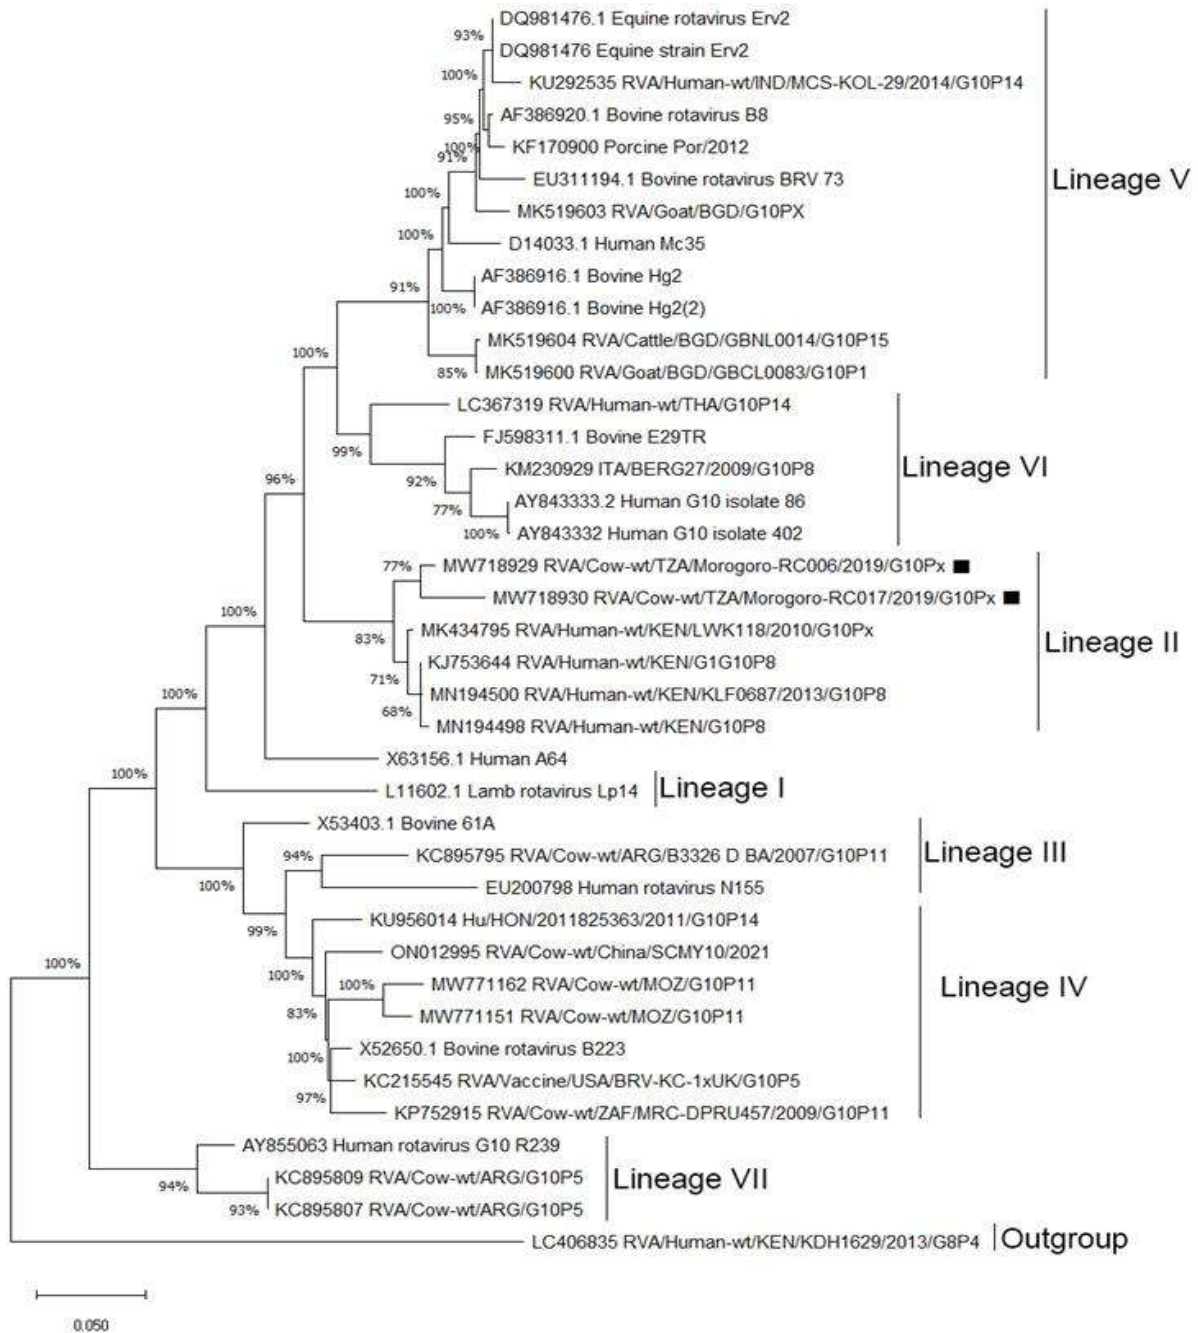 DQ981476.1 Equine rotavirus Erv2
93%
DQ981476 Equine strain Erv2
100%
KU292535 RVA/Human-wt/IND/MCS-KOL-29/2014/G10P14
95%
AF386920.1 Bovine rotavirus B8
100%
KF170900 Porcine Por/2012
91%
EU311194.1 Bovine rotavirus BRV 73
Lineage V
100%
MK519603 RVA/Goat/BGD/G10PX
100%
D14033.1 Human Mc35
AF386916.1 Bovine Hg2
91%
100%
AF386916.1 Bovine Hg2(2)
MK519604 RVA/Cattle/BGD/GBNL0014/G10P15
100%
85%
MK519600 RVA/Goat/BGD/GBCL0083/G10P1
LC367319 RVA/Human-wt/THA/G10P14
FJ598311.1 Bovine E29TR
99%
KM230929 ITA/BERG27/2009/G10P8
Lineage VI
96%
92%
AY843333.2 Human G10 isolate 86
77%
100%
AY843332 Human G10 isolate 402
77%
MW718929 RVA/Cow-wt/TZA/Morogoro-RC006/2019/G10Px
MW718930 RVA/Cow-wt/TZA/Morogoro-RC017/2019/G10Px
100%
83%
MK434795 RVA/Human-wt/KEN/LWK118/2010/G10Px
Lineage II
KJ753644 RVA/Human-wt/KEN/G1G10P8
71%
100%
MN194500 RVA/Human-wt/KEN/KLF0687/2013/G10P8
68%
MN194498 RVA/Human-wt/KEN/G10P8
X63156.1 Human A64
100%
L11602.1 Lamb rotavirus Lp14
Lineage I
X53403.1 Bovine 61A
94%
KC895795 RVA/Cow-wt/ARG/B3326 D BA/2007/G10P11
Lineage III
100%
EU200798 Human rotavirus N155
99%
KU956014 Hu/HON/2011825363/2011/G10P14
100%
ON012995 RVA/Cow-wt/China/SCMY10/2021
100%
100%
MW771162 RVA/Cow-wt/MOZ/G10P11
Lineage IV
83%
MW771151 RVA/Cow-wt/MOZ/G10P11
100%
X52650.1 Bovine rotavirus B223
KC215545 RVA/Vaccine/USA/BRV-KC-1xUK/G10P5
97%
KP752915 RVA/Cow-wt/ZAF/MRC-DPRU457/2009/G10P11
AY855063 Human rotavirus G10 R239
94%
KC895809 RVA/Cow-wt/ARG/G10P5
Lineage VII
93%
KC895807 RVA/Cow-wt/ARG/G10P5
LC406835 RVA/Human-wt/KEN/KDH1629/2013/G8P4
Outgroup
0.050